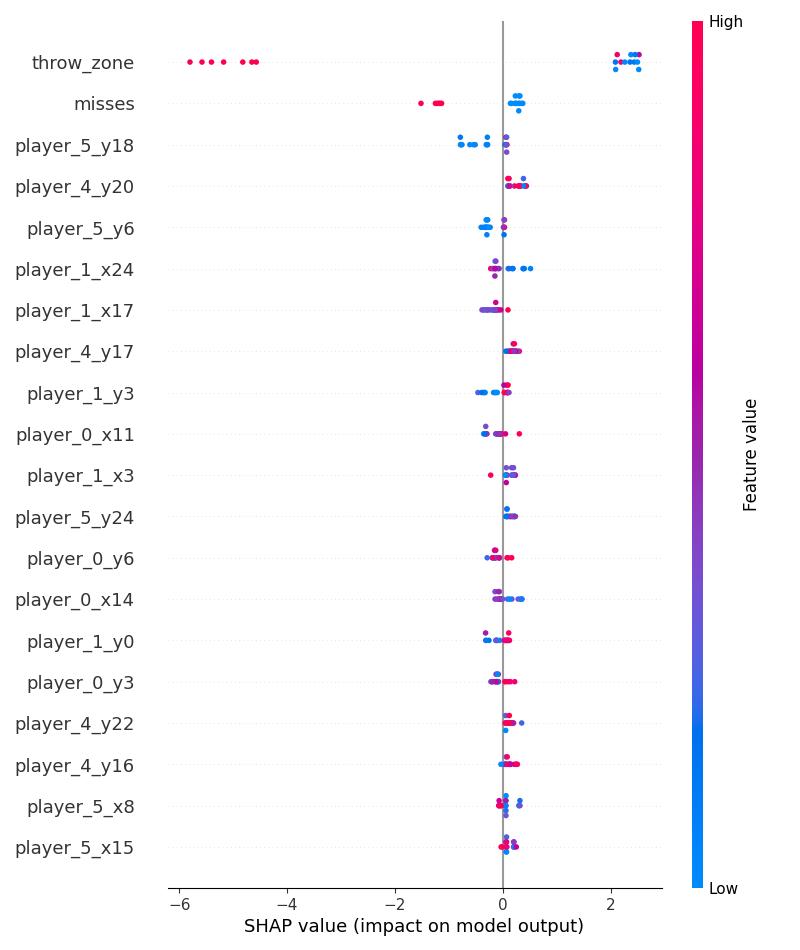 High
throw_zone
misses
player_5_y18
player_4_y20
player_5_y6
player_1_x24
player_1_x17
player_4_y17
player_1_y3
player_0_x11
player_1_x3
player_5_y24
player_0_y6
player_0_x14
player_1_y0
player_0_y3
player_4_y22
player_4_y16
player_5_x8
player_5_x15
Feature value
Low
−6 −4 −2 0 2
SHAP value (impact on model output)